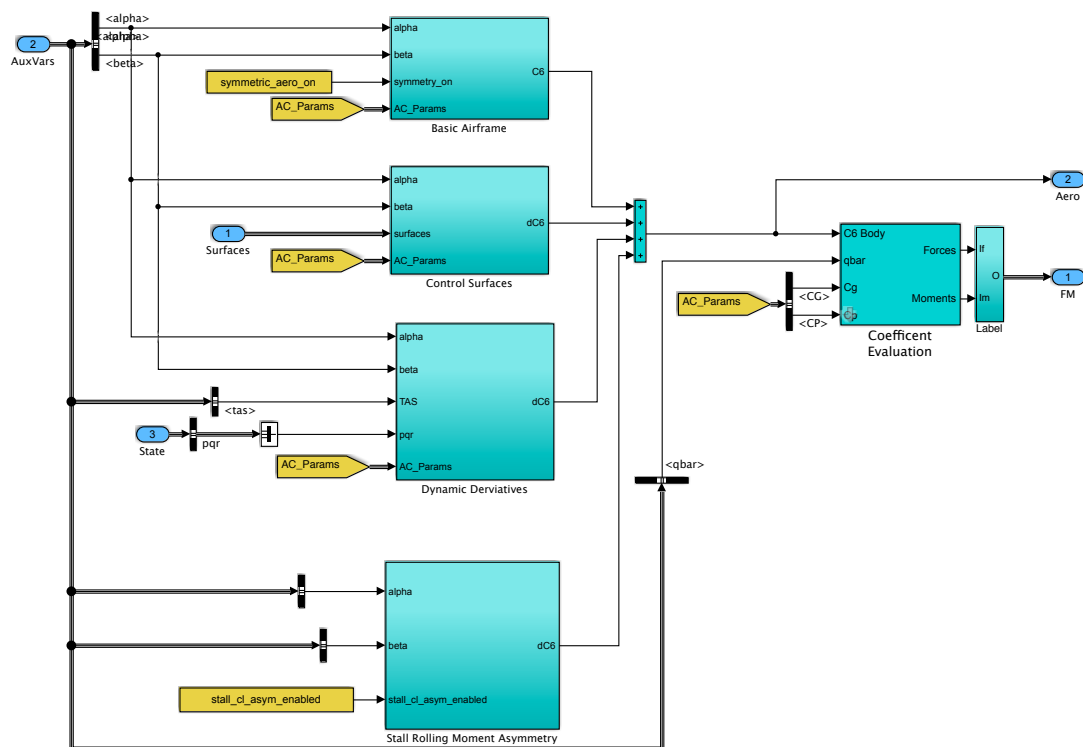 <alpha>
<alpha>
<beta>
2
AuxVars
alpha
beta
symmetry_on
AC_Params
C6
symmetric_aero_on
AC_Params
Basic Airframe
alpha
beta
surfaces
AC_Params
dC6
1
Surfaces
AC_Params
Control Surfaces
2
Aero
C6 Body
qbar
Cg
Cp
Forces
Moments
Coefficent
Evaluation
AC_Params
<CG>
<CP>
If
Im
O
Label
1
FM
alpha
beta
TAS
pqr
AC_Params
dC6
<tas>
3
State
pqr
AC_Params
Dynamic Derviatives
<qbar>
alpha
beta
stall_cl_asym_enabled
dC6
stall_cl_asym_enabled
Stall Rolling Moment Asymmetry